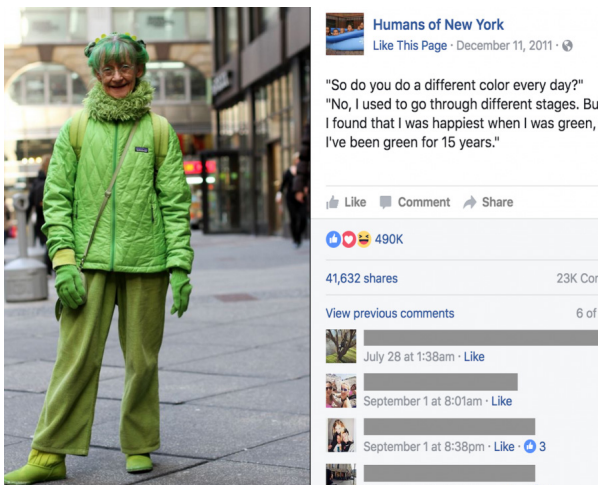 Humans of New York
Like This Page · December 11, 2011 ·
"So do you do a different color every day?"
"No, I used to go through different stages. Bu
I found that I was happiest when I was green,
I've been green for 15 years."
Like Comment Share
490K
41,632 shares 23K Cor
View previous comments 6 of
July 28 at 1:38am · Like
September 1 at 8:01am · Like
September 1 at 8:38pm · Like · 3